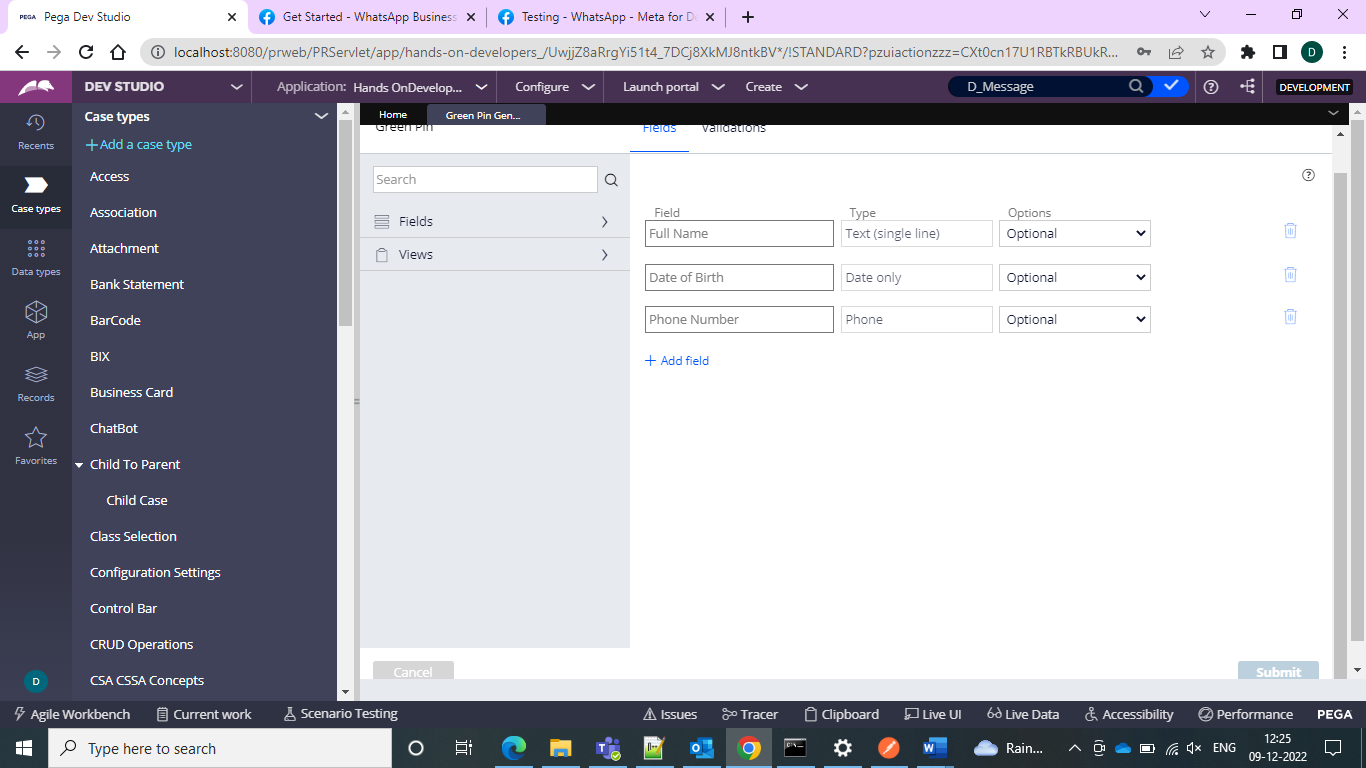 PEGA Pega Dev Studio
Get Started - WhatsApp Business
Testing - WhatsApp - Meta for D
localhost:8080/prweb/PRServlet/app/hands-on-developers_/UwjjZ8aRrgYi51t4_7DCj8XkMJ8ntkBV*/!STANDARD?pzuiactionzzz=CXt0cn17U1RBTkRBUkR...
D
DEV STUDIO
Application: Hands OnDevelop...
Configure
Launch portal
Create
D_Message
DEVELOPMENT
Recents
Case types
Data types
App
Records
Favorites
D
Case types
+ Add a case type
Access
Association
Attachment
Bank Statement
BarCode
BIX
Business Card
ChatBot
Child To Parent
Child Case
Class Selection
Configuration Settings
Control Bar
CRUD Operations
CSA CSSA Concepts
Home
Green Pin Gen...
Green Pin
Fields
Validations
Search
Fields
Views
Field Type Options
Full Name Text (single line) Optional
Date of Birth Date only Optional
Phone Number Phone Optional
+ Add field
Cancel
Submit
Agile Workbench
Current work
Scenario Testing
Issues
Tracer
Clipboard
Live UI
Live Data
Accessibility
Performance
PEGA
Type here to search
Rain...
ENG
12:25
09-12-2022